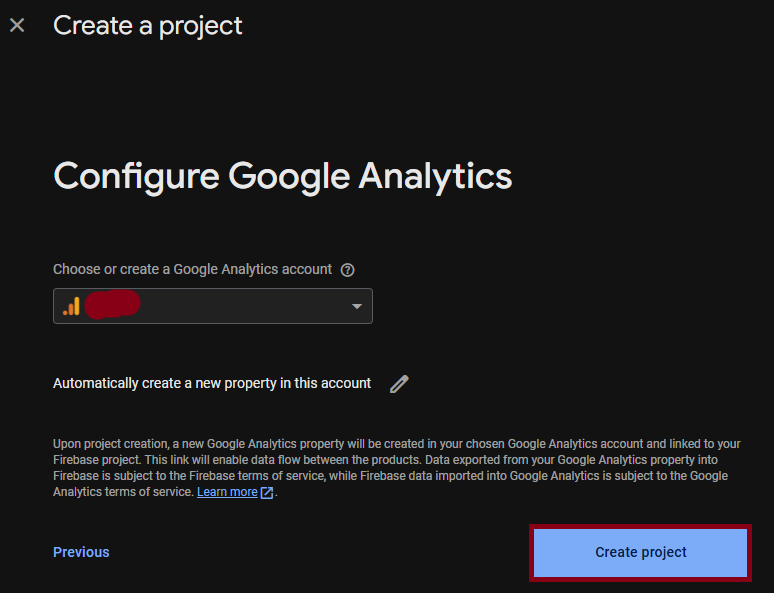 Create a project
Configure Google Analytics
Choose or create a Google Analytics account
Automatically create a new property in this account
Upon project creation, a new Google Analytics property will be created in your chosen Google Analytics account and linked to your
Firebase project. This link will enable data flow between the products. Data exported from your Google Analytics property into
Firebase is subject to the Firebase terms of service, while Firebase data imported into Google Analytics is subject to the Google
Analytics terms of service. Learn more.
Previous
Create project